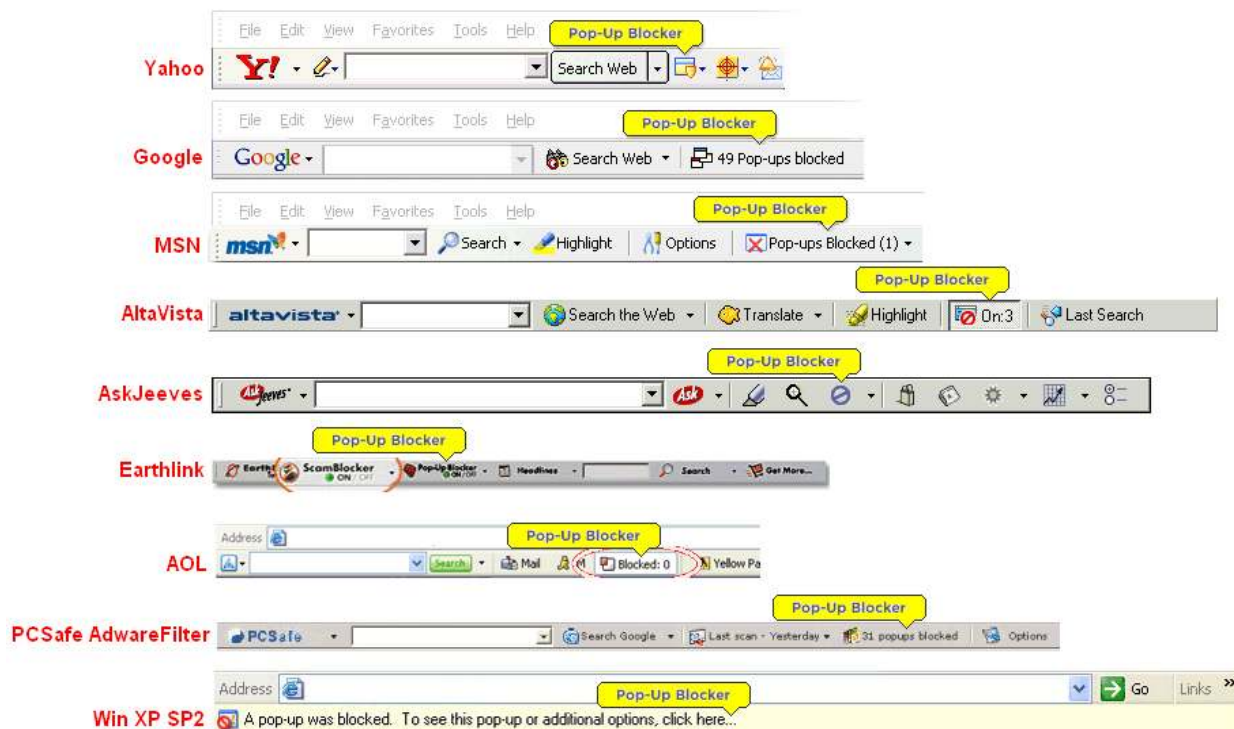 File Edit View Favorites Tools Help Pop-Up Blocker
Yahoo Y! Search Web
File Edit View Favorites Tools Help Pop-Up Blocker
Google Google Search Web 49 Pop-ups blocked
File Edit View Favorites Tools Help Pop-Up Blocker
MSN msn Search Highlight Options Pop-ups Blocked (1)
Pop-Up Blocker
AltaVista altavista Search the Web Translate Highlight On:3 Last Search
Pop-Up Blocker
AskJeeves Ask Jeeves Ask
Pop-Up Blocker
Earthlink Earth ScamBlocker Pop-Up Blocker Headlines Search Get More...
ON / OFF ON / OFF
Address Pop-Up Blocker
AOL Search Mail M Blocked: 0 Yellow Pa
Pop-Up Blocker
PCSafe AdwareFilter PCSafe Search Google Last scan - Yesterday 31 popups blocked Options
Address Pop-Up Blocker Go Links »
Win XP SP2 A pop-up was blocked. To see this pop-up or additional options, click here...